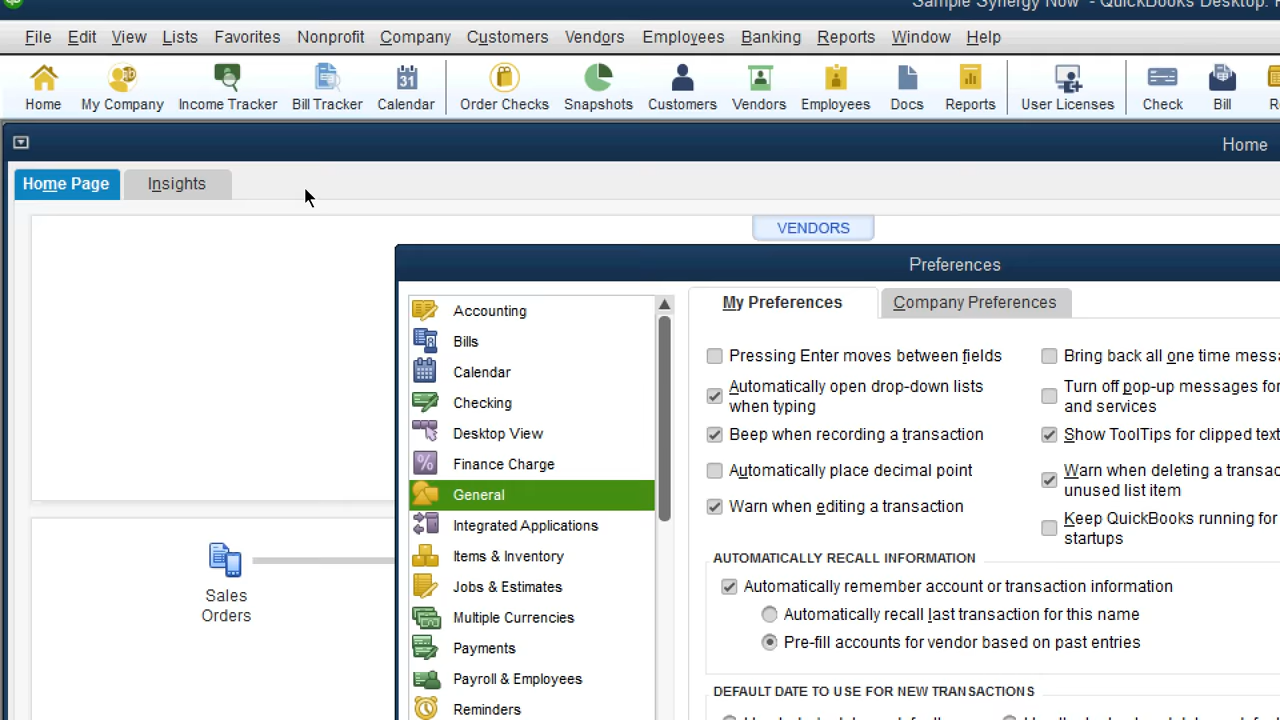 Sample Synergy Now - QuickBooks Desktop:
File Edit View Lists Favorites Nonprofit Company Customers Vendors Employees Banking Reports Window Help
31
Home My Company Income Tracker Bill Tracker Calendar Order Checks Snapshots Customers Vendors Employees Docs Reports User Licenses Check Bill
Home
Home Page Insights
VENDORS
Preferences
Accounting
Bills
Calendar
Checking
Desktop View
Finance Charge
General
Integrated Applications
Items & Inventory
Jobs & Estimates
Multiple Currencies
Payments
Payroll & Employees
Reminders
Sales
Orders
My Preferences Company Preferences
Pressing Enter moves between fields
Automatically open drop-down lists
when typing
Beep when recording a transaction
Automatically place decimal point
Warn when editing a transaction
Bring back all one time mess
Turn off pop-up messages for
and services
Show ToolTips for clipped text
Warn when deleting a transac
unused list item
Keep QuickBooks running for
startups
AUTOMATICALLY RECALL INFORMATION
Automatically remember account or transaction information
Automatically recall last transaction for this name
Pre-fill accounts for vendor based on past entries
DEFAULT DATE TO USE FOR NEW TRANSACTIONS